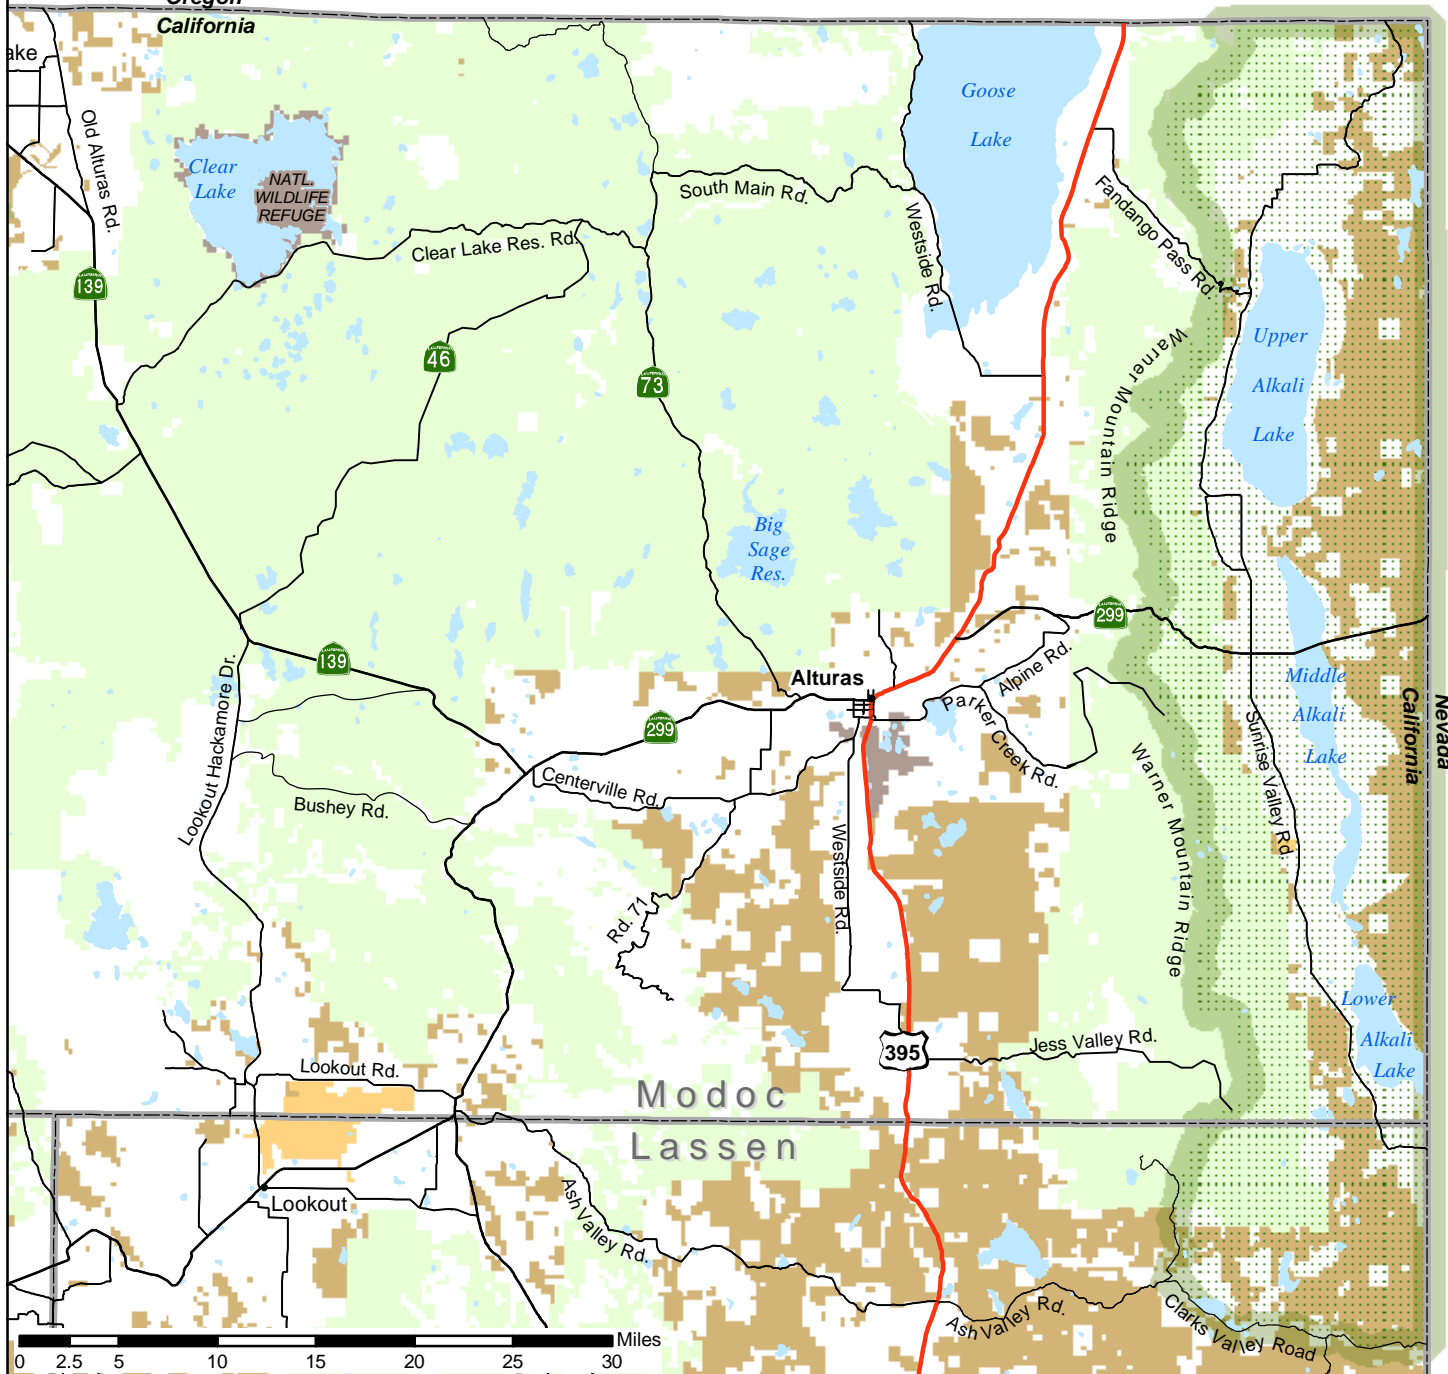 Oregon
California
ake
Old Alturas Rd.
Clear
Lake
NATL.
WILDLIFE
REFUGE
Goose
Lake
South Main Rd.
Westside Rd.
Fandango Pass Rd.
Clear Lake Res. Rd.
139
46
73
Warner Mountain Ridge
Upper
Alkali
Lake
Big
Sage
Res.
299
139
Lookout Hackamore Dr.
Alturas
Alpine Rd.
Parker Creek Rd.
299
Middle
Alkali
Lake
Nevada
California
Sunrise Valley Rd.
Centerville Rd.
Bushey Rd.
Westside Rd.
Warner Mountain Ridge
Rd. 71
Lower
Alkali
Lake
395
Jess Valley Rd.
Lookout Rd.
Modoc
Lassen
Lookout
Ash Valley Rd.
Ash Valley Rd.
Clarks Valley Road
Miles
0 2.5 5 10 15 20 25 30